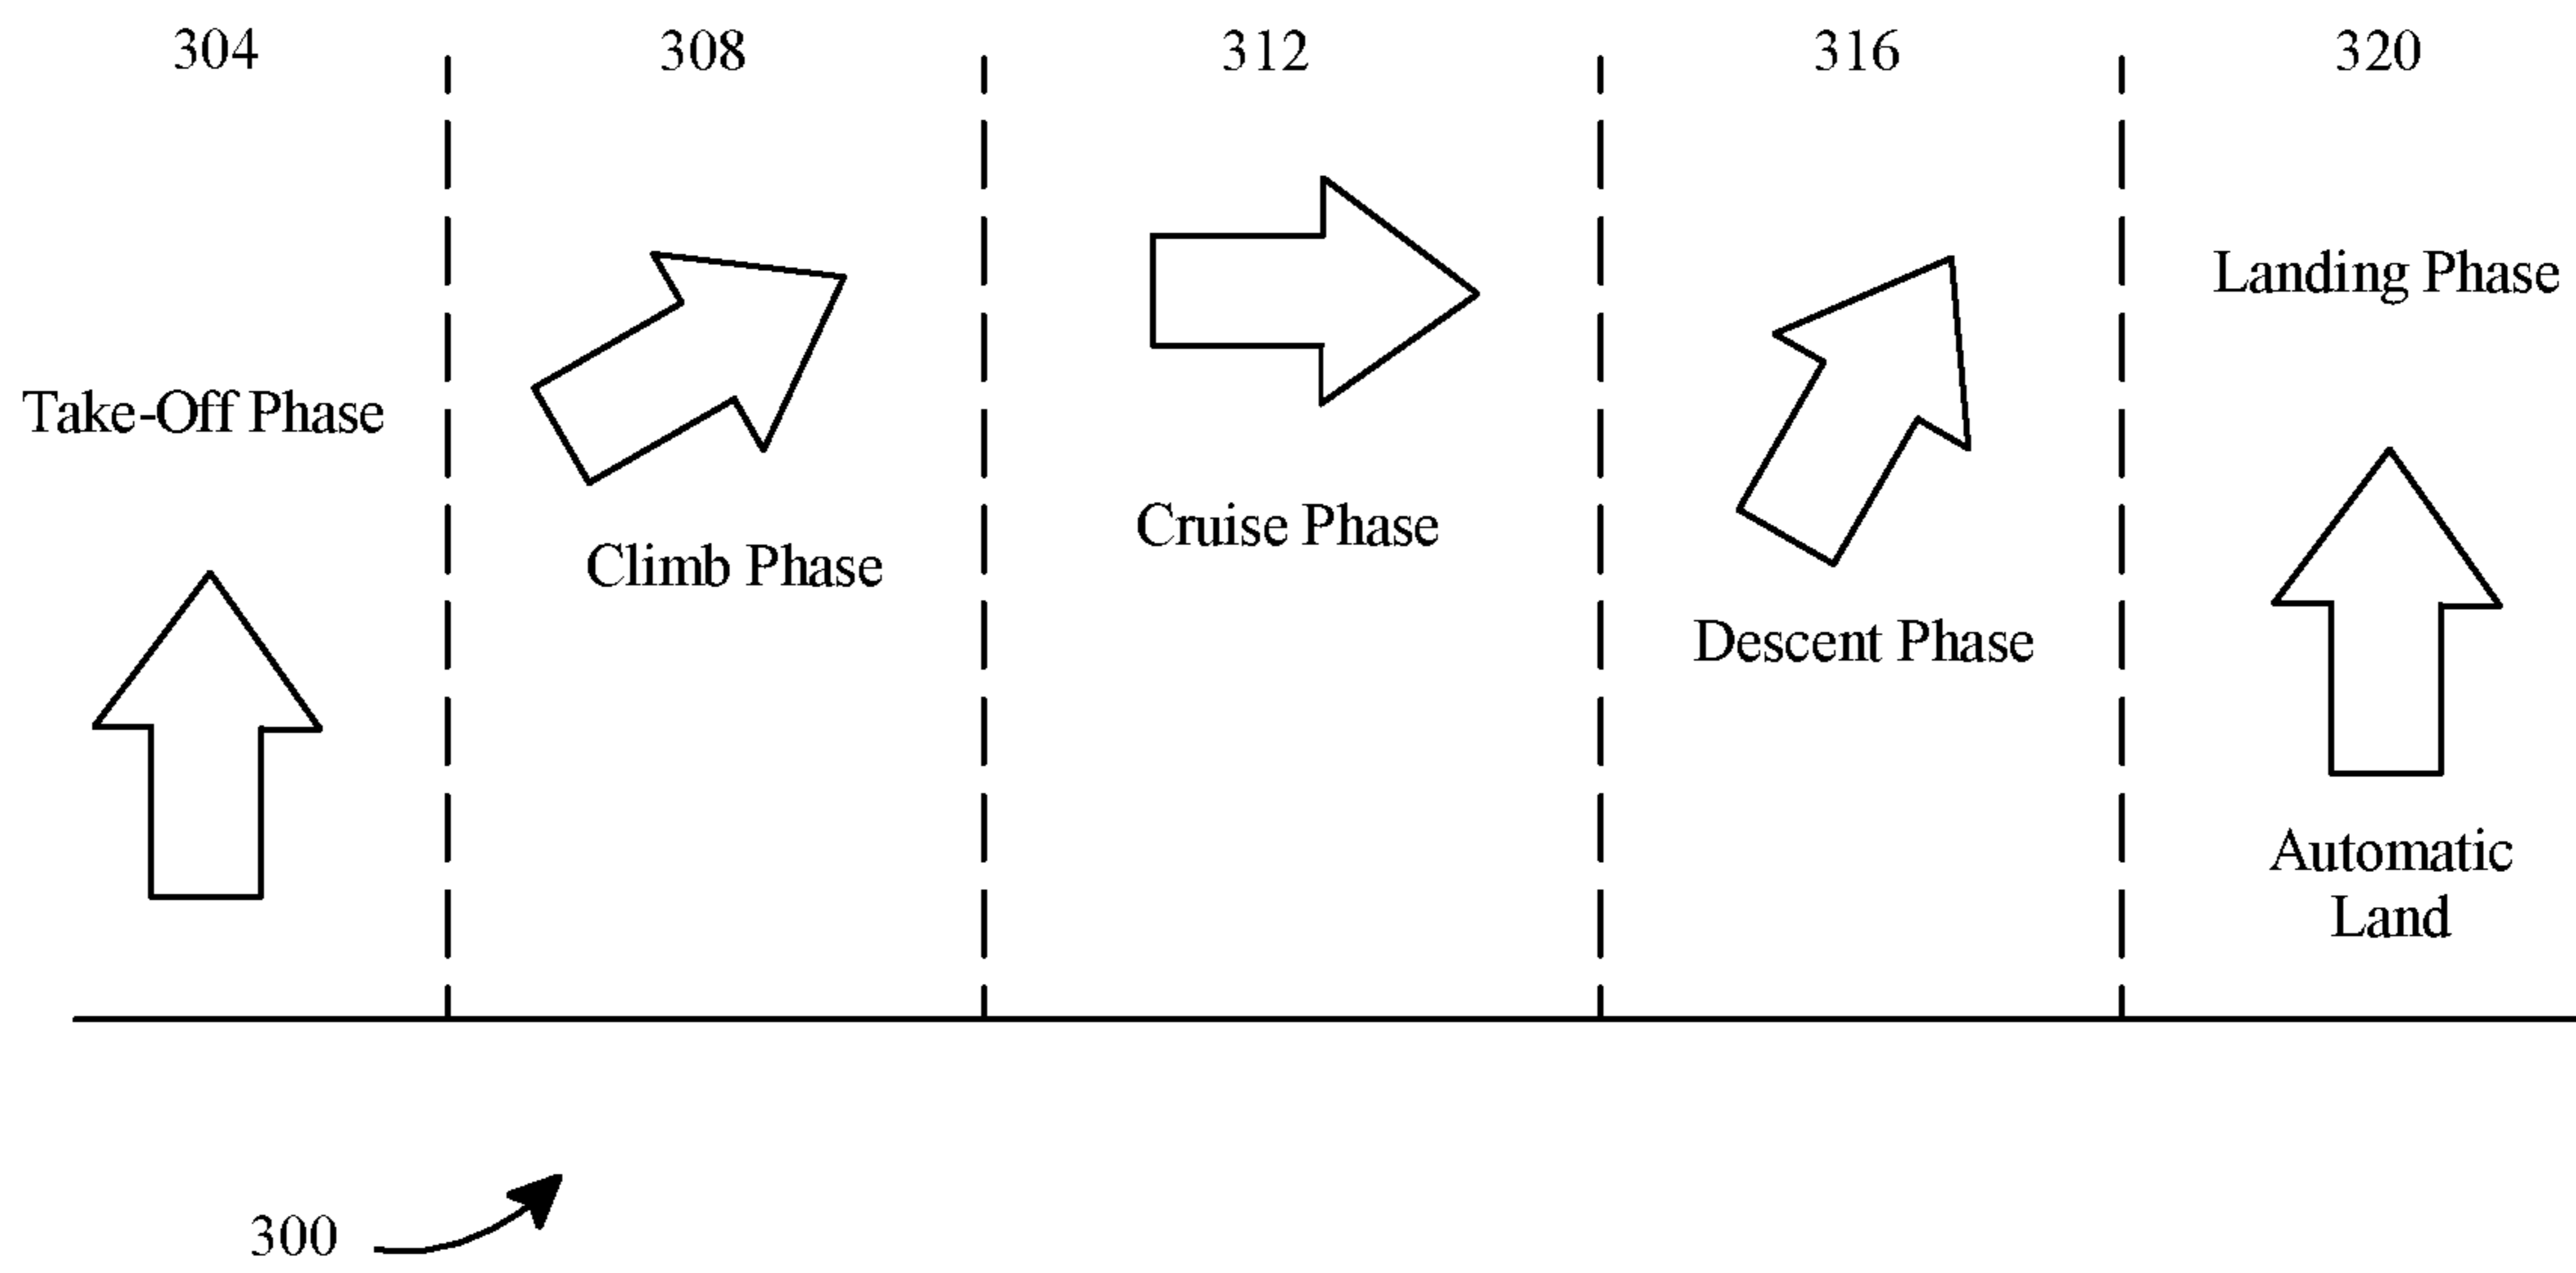 304
308
312
316
320
Take-Off Phase
Climb Phase
Cruise Phase
Descent Phase
Landing Phase
Automatic
Land
300